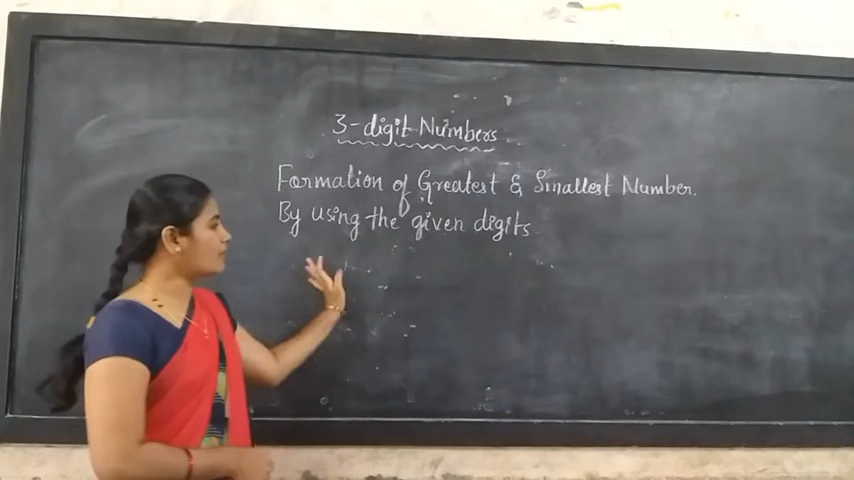 3-digit Numbers
Formation of Greatest & Smallest Number.
By using the given digits